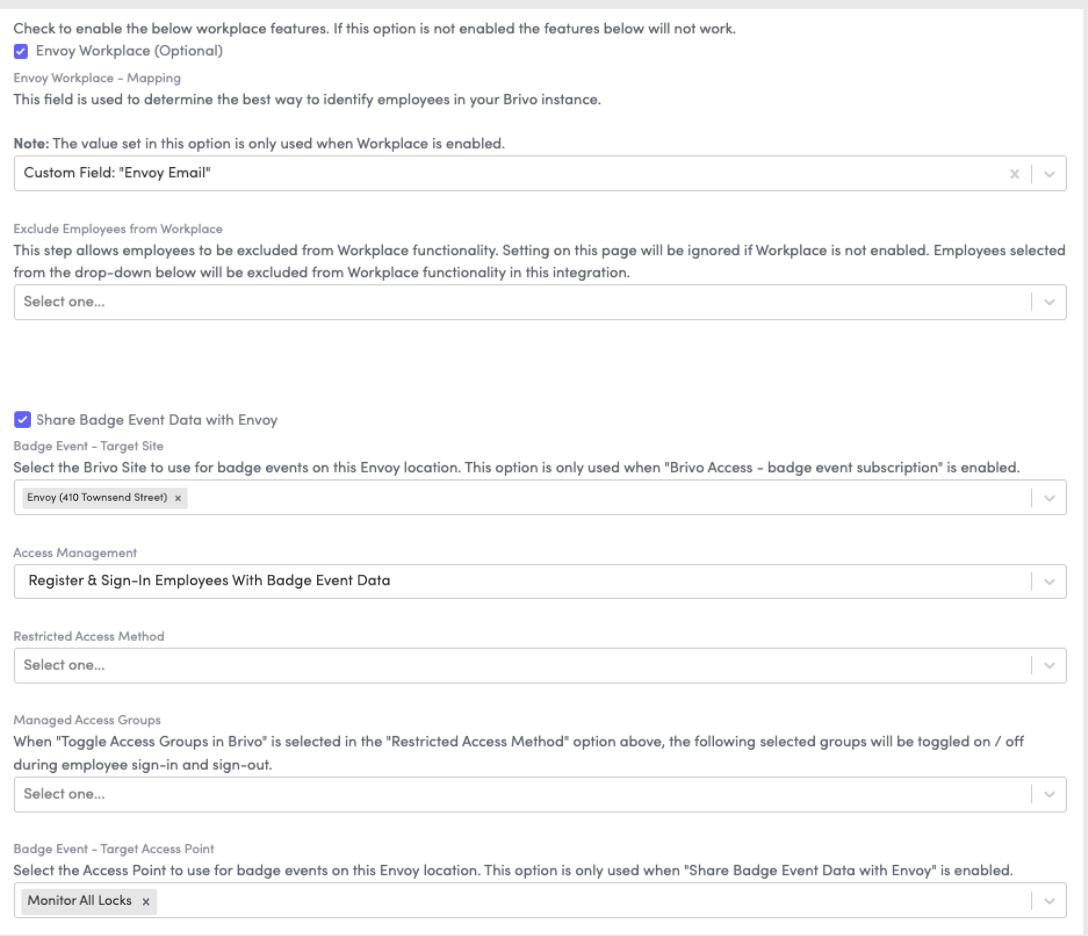 Check to enable the below workplace features. If this option is not enabled the features below will not work.
Envoy Workplace (Optional)
Envoy Workplace - Mapping
This field is used to determine the best way to identify employees in your Brivo instance.
Note: The value set in this option is only used when Workplace is enabled.
Custom Field: "Envoy Email" x
Exclude Employees from Workplace
This step allows employees to be excluded from Workplace functionality. Setting on this page will be ignored if Workplace is not enabled. Employees selected
from the drop-down below will be excluded from Workplace functionality in this integration.
Select one...
Share Badge Event Data with Envoy
Badge Event - Target Site
Select the Brivo Site to use for badge events on this Envoy location. This option is only used when "Brivo Access - badge event subscription" is enabled.
Envoy (410 Townsend Street) x
Access Management
Register & Sign-In Employees With Badge Event Data
Restricted Access Method
Select one...
Managed Access Groups
When "Toggle Access Groups in Brivo" is selected in the "Restricted Access Method" option above, the following selected groups will be toggled on / off
during employee sign-in and sign-out.
Select one...
Badge Event - Target Access Point
Select the Access Point to use for badge events on this Envoy location. This option is only used when "Share Badge Event Data with Envoy" is enabled.
Monitor All Locks x